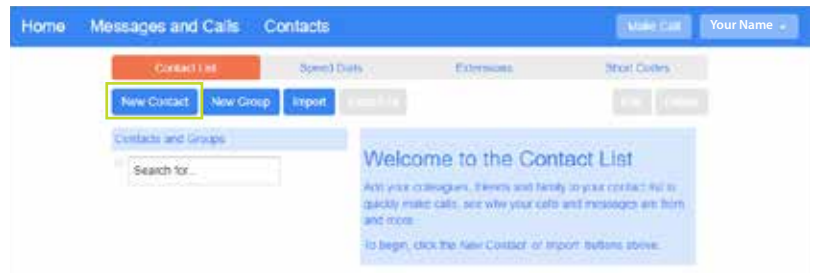 Home Messages and Calls Contacts Make Call Your Name
Contact List Speed Dials Extensions Short Codes
New Contact New Group Import
Contacts and Groups
Search for...
Welcome to the Contact List
Add your colleagues, friends and family to your contact list to
quickly make calls, see who your calls and messages are from
and more.
To begin, click the 'New Contact' or 'Import' buttons above.